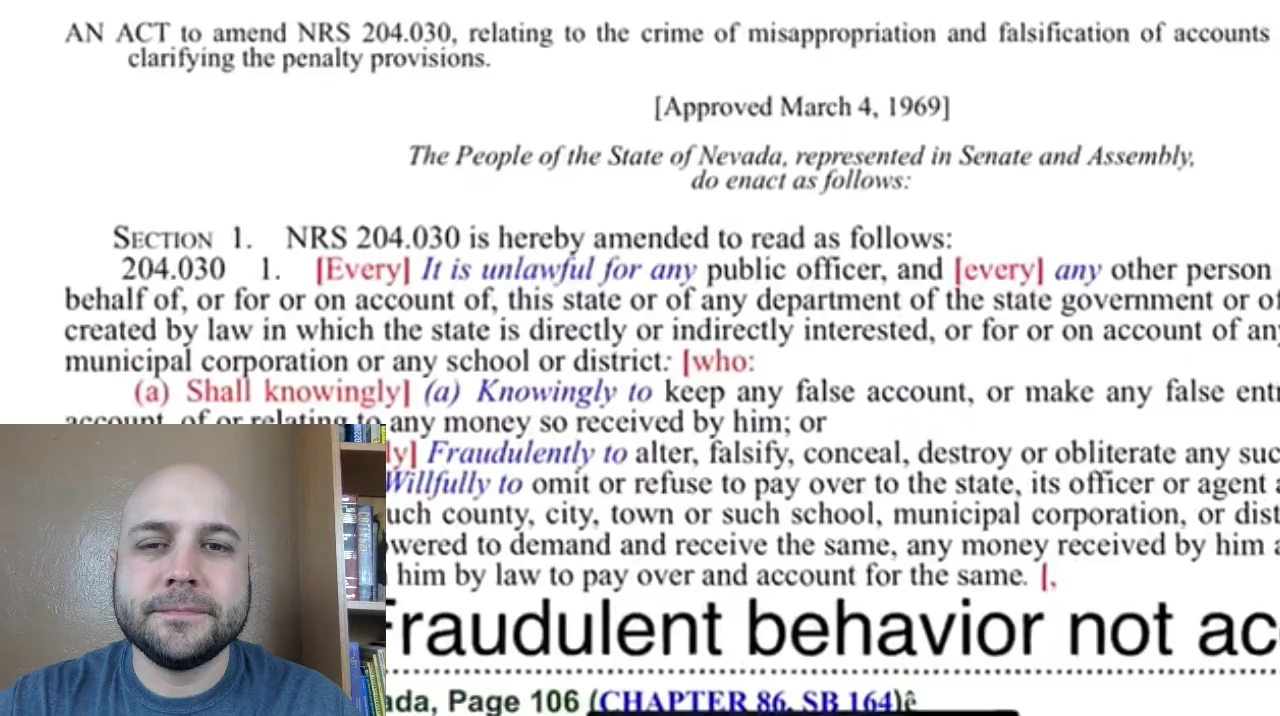 AN ACT to amend NRS 204.030, relating to the crime of misappropriation and falsification of accounts
clarifying the penalty provisions.
[Approved March 4, 1969]
The People of the State of Nevada, represented in Senate and Assembly,
do enact as follows:
SECTION 1. NRS 204.030 is hereby amended to read as follows:
204.030 1. [Every] It is unlawful for any public officer, and [every] any other person
behalf of, or for or on account of, this state or of any department of the state government or of
created by law in which the state is directly or indirectly interested, or for or on account of
municipal corporation or any school or district: [who:
(a) Shall knowingly] (a) Knowingly to keep any false account, or make any false
account, of or relating to any money so received by him; or
ly] Fraudulently to alter, falsify, conceal, destroy or obliterate any
Willfully to omit or refuse to pay over to the state, its officer or agent
uch county, city, town or such school, municipal corporation, or
wered to demand and receive the same, any money received by him
him by law to pay over and account for the same. [,
Fraudulent behavior not ac
ada, Page 106 (CHAPTER 86, SB 164)ê